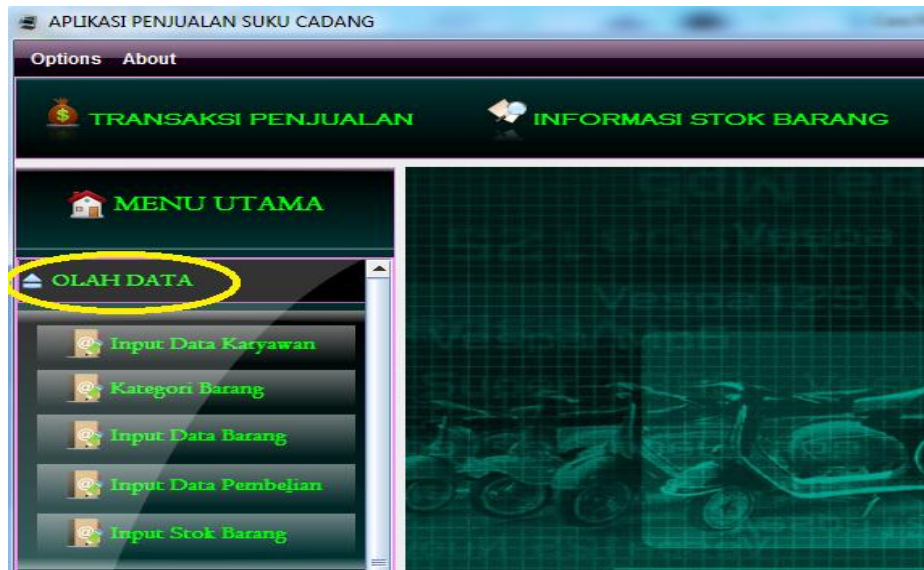 APLIKASI PENJUALAN SUKU CADANG
Options About
TRANSAKSI PENJUALAN INFORMASI STOK BARANG
MENU UTAMA
OLAH DATA
Input Data Karyawan
Kategori Barang
Input Data Barang
Input Data Pembelian
Input Stok Barang